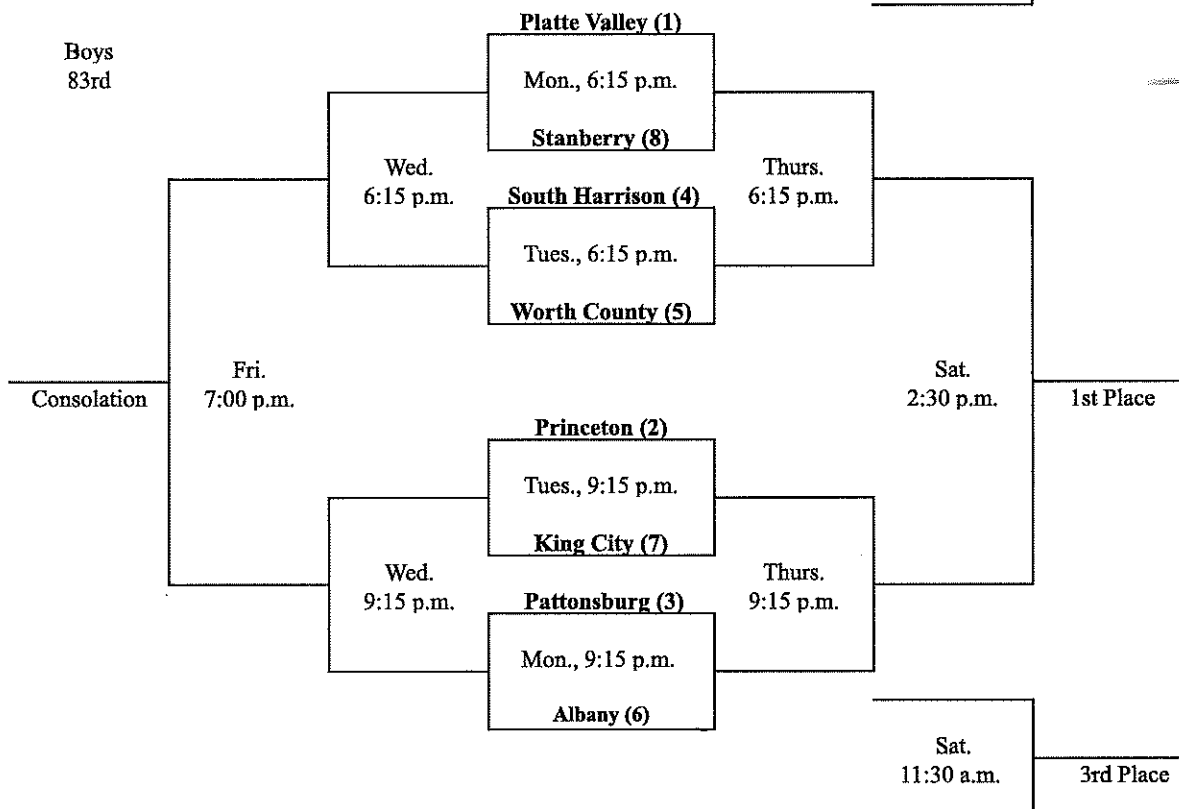 Boys
83rd
Platte Valley (1)
Mon., 6:15 p.m.
Stanberry (8)
Wed.
6:15 p.m.
Thurs.
6:15 p.m.
South Harrison (4)
Tues., 6:15 p.m.
Worth County (5)
Fri.
7:00 p.m.
Consolation
Sat.
2:30 p.m.
1st Place
Princeton (2)
Tues., 9:15 p.m.
King City (7)
Wed.
9:15 p.m.
Thurs.
9:15 p.m.
Pattonsburg (3)
Mon., 9:15 p.m.
Albany (6)
Sat.
11:30 a.m.
3rd Place